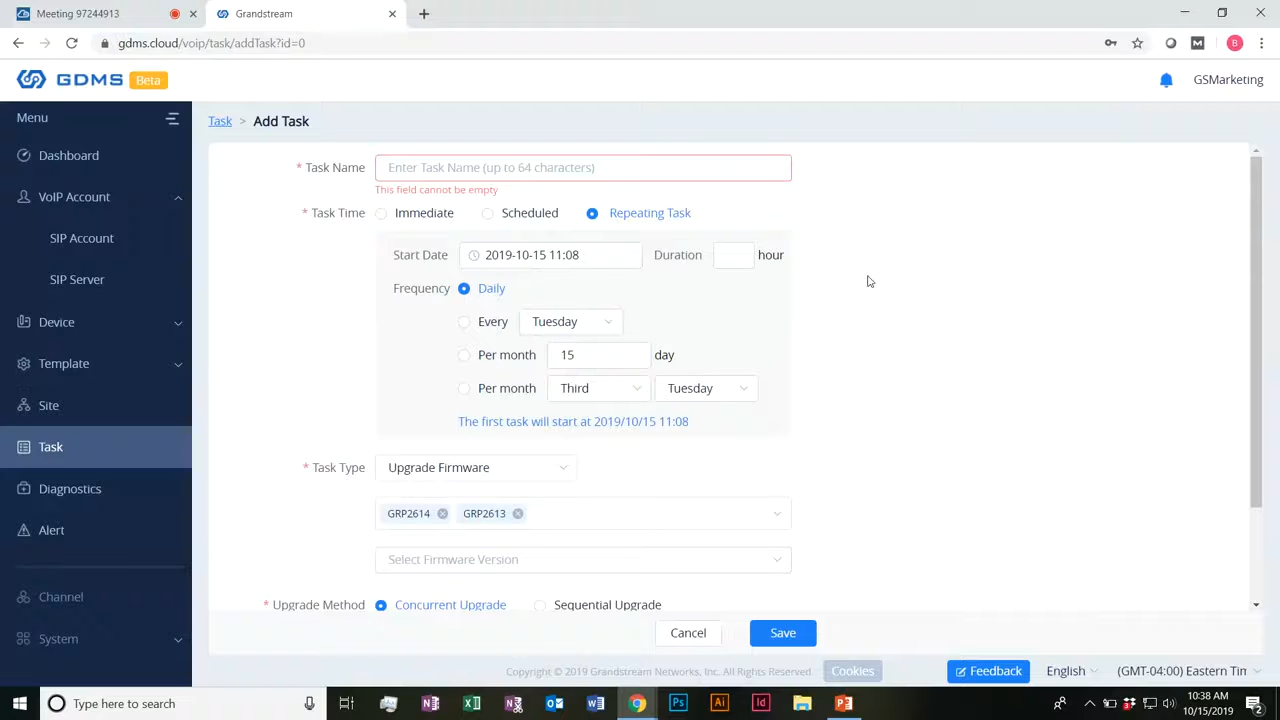 Meeting 97244913
Grandstream
gdms.cloud/voip/task/addTask?id=0
M
B
GDMS Beta
GSMarketing
Menu
Dashboard
VoIP Account
SIP Account
SIP Server
Device
Template
Site
Task
Diagnostics
Alert
Channel
System
Task > Add Task
* Task Name Enter Task Name (up to 64 characters)
This field cannot be empty
* Task Time Immediate Scheduled Repeating Task
Start Date 2019-10-15 11:08 Duration hour
Frequency Daily
Every Tuesday
Per month 15 day
Per month Third Tuesday
The first task will start at 2019/10/15 11:08
* Task Type Upgrade Firmware
GRP2614 GRP2613
Select Firmware Version
* Upgrade Method Concurrent Upgrade Sequential Upgrade
Cancel Save
Copyright © 2019 Grandstream Networks, Inc. All Rights Reserved. Cookies Feedback English (GMT-04:00) Eastern Tim
Type here to search
Ps Ai Id
10:38 AM
10/15/2019
2